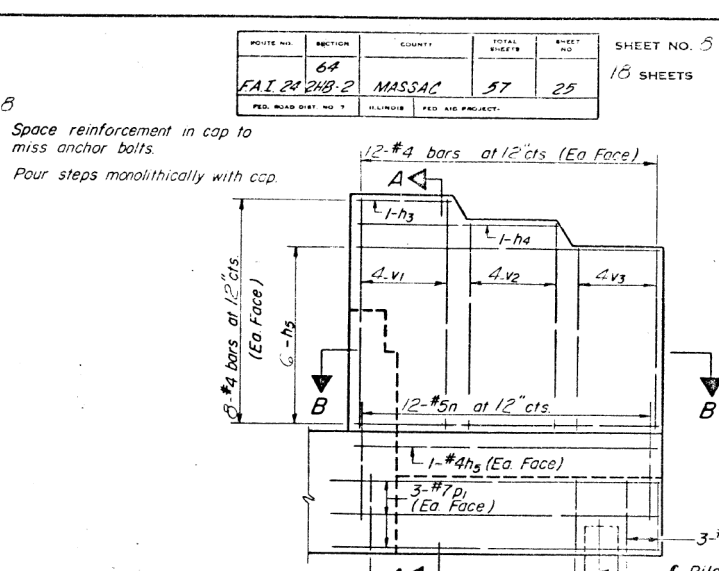 ROUTE NO. SECTION COUNTY TOTAL SHEETS SHEET NO
F.A.I. 24 64 2HB-2 MASSAC 57 25
FED. ROAD DIST. NO 7 ILLINOIS FED. AID PROJECT-
SHEET NO. 8
18 SHEETS
Space reinforcement in cap to
miss anchor bolts.
Pour steps monolithically with cap.
12-#4 bars at 12"cts (Ea Face)
A
1-h3
1-h4
4-v1 4-v2 4v3
8-#4 bars at 12"cts.
(Ea. Face)
6-h5
B B
12-#5n at 12"cts.
1-#4h5 (Ea. Face)
3-#7p1
(Ea. Face)